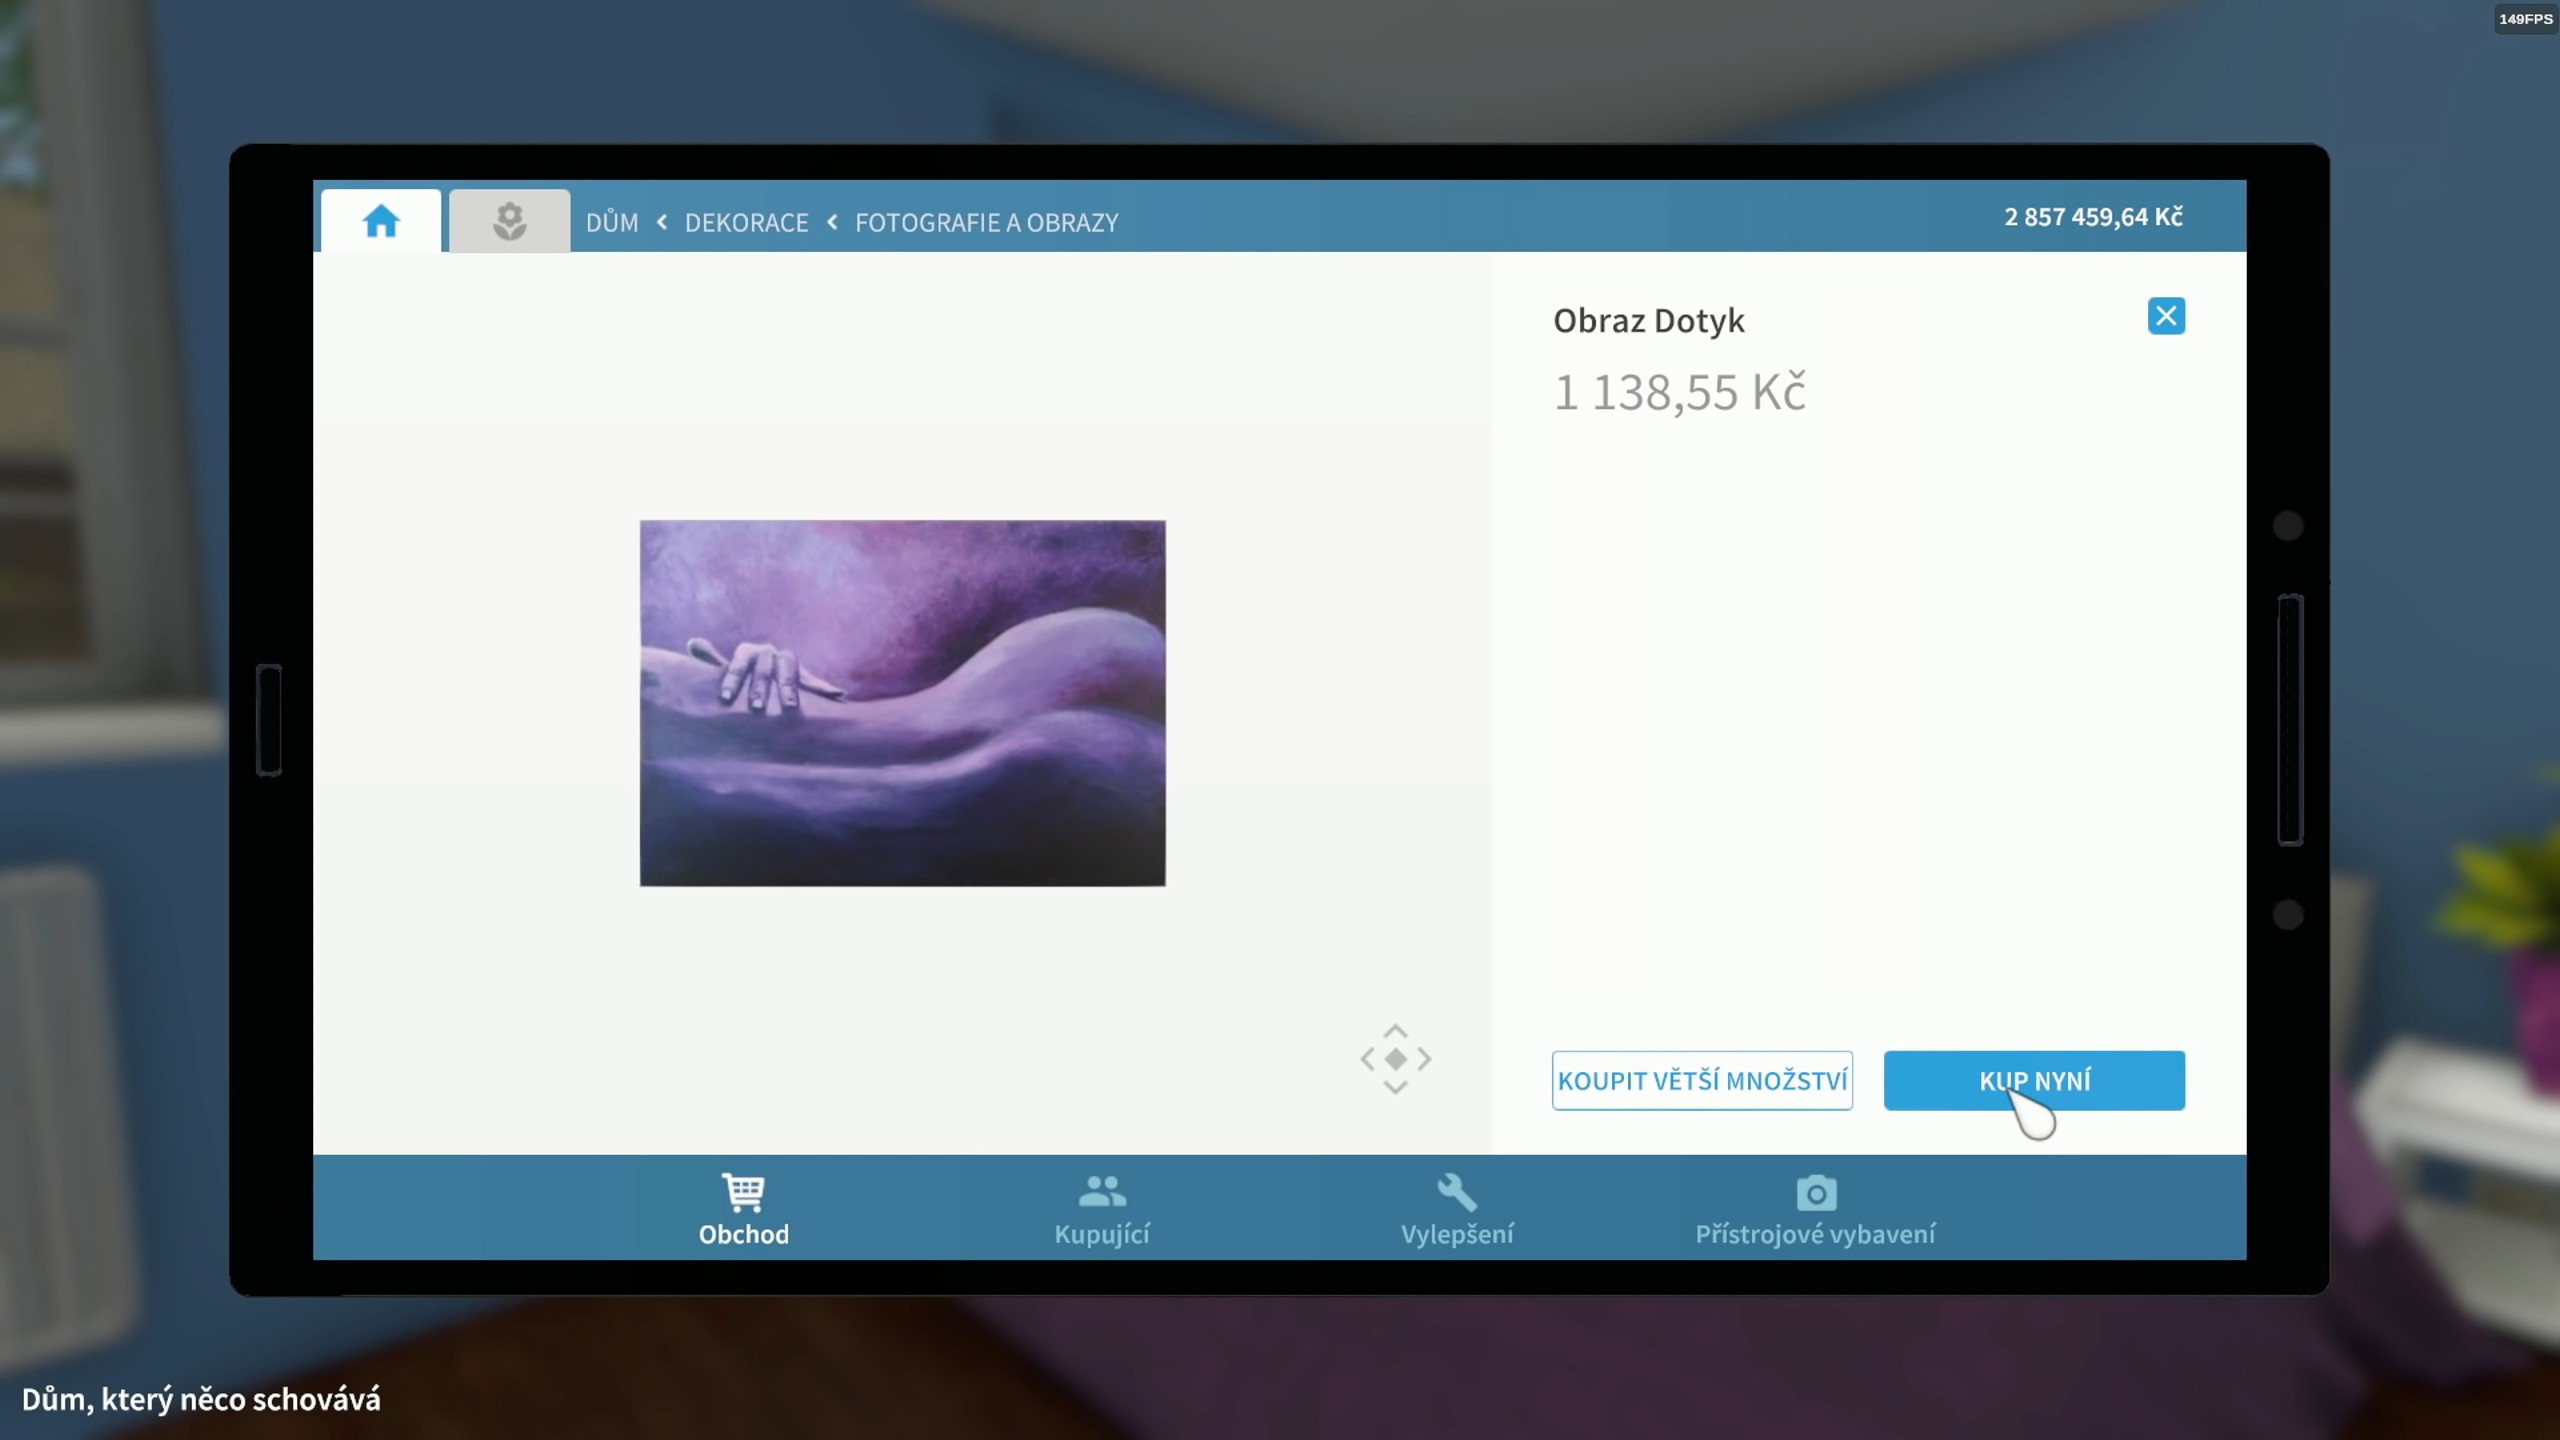 149FPS
DŮM < DEKORACE < FOTOGRAFIE A OBRAZY
2 857 459,64 Kč
Obraz Dotyk
1 138,55 Kč
KOUPIT VĚTŠÍ MNOŽSTVÍ
KUP NYNÍ
Obchod
Kupující
Vylepšení
Přístrojové vybavení
Dům, který něco schovává